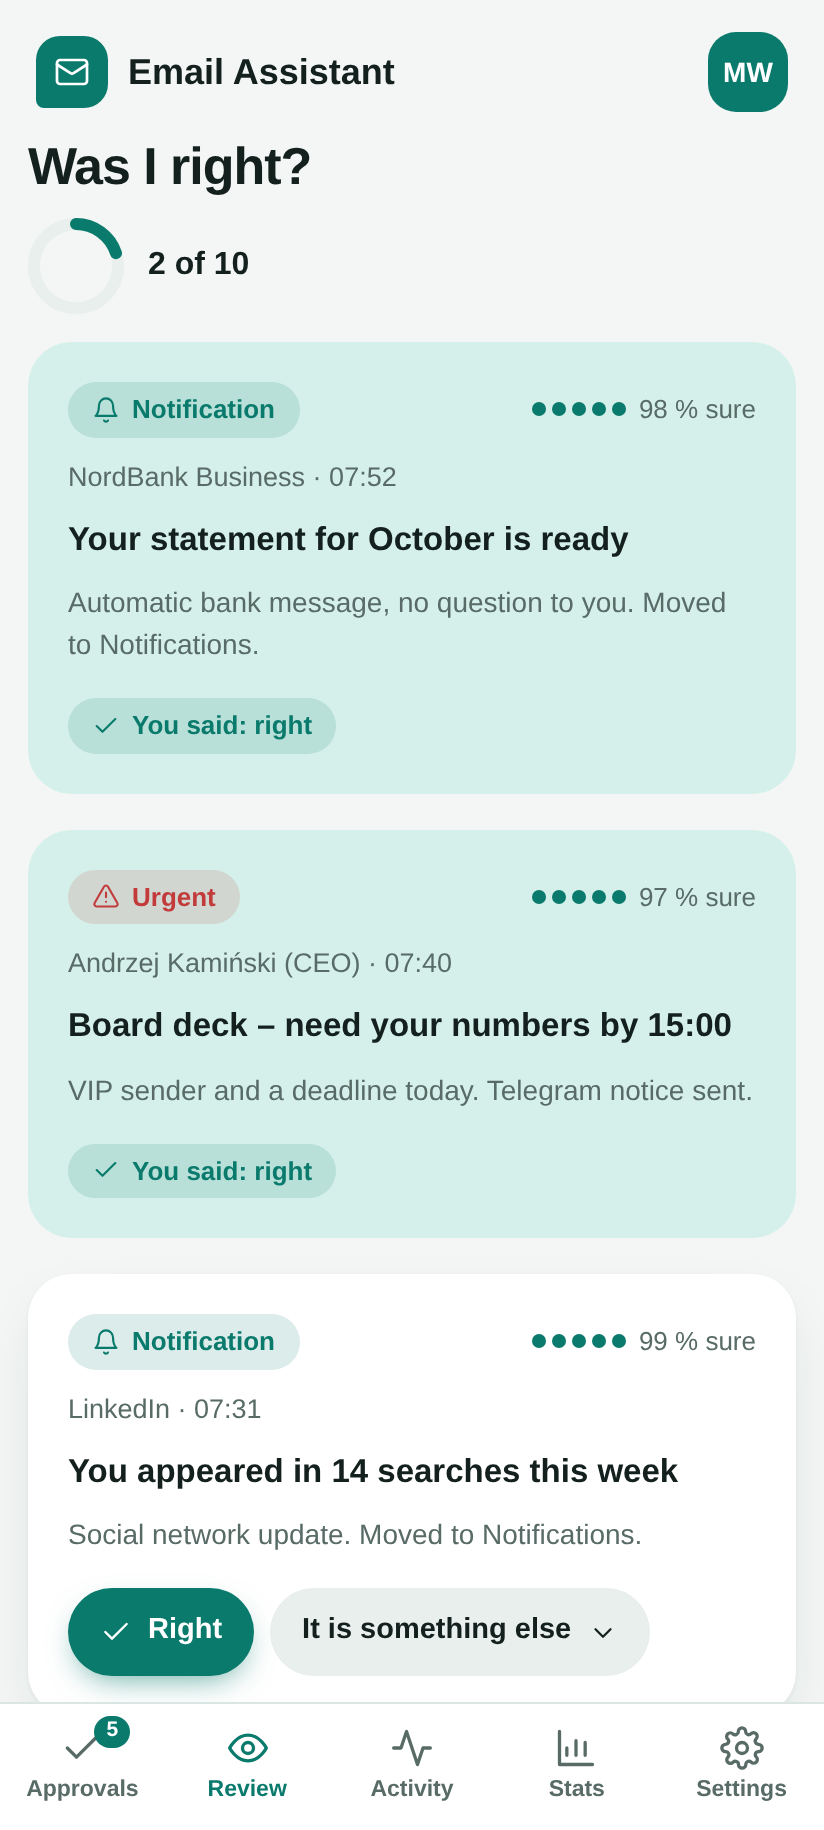 Email Assistant
MW
Was I right?
2 of 10
Notification
98 % sure
NordBank Business · 07:52
Your statement for October is ready
Automatic bank message, no question to you. Moved
to Notifications.
You said: right
Urgent
97 % sure
Andrzej Kamiński (CEO) · 07:40
Board deck – need your numbers by 15:00
VIP sender and a deadline today. Telegram notice sent.
You said: right
Notification
99 % sure
LinkedIn · 07:31
You appeared in 14 searches this week
Social network update. Moved to Notifications.
Right
It is something else
5
Approvals
Review
Activity
Stats
Settings